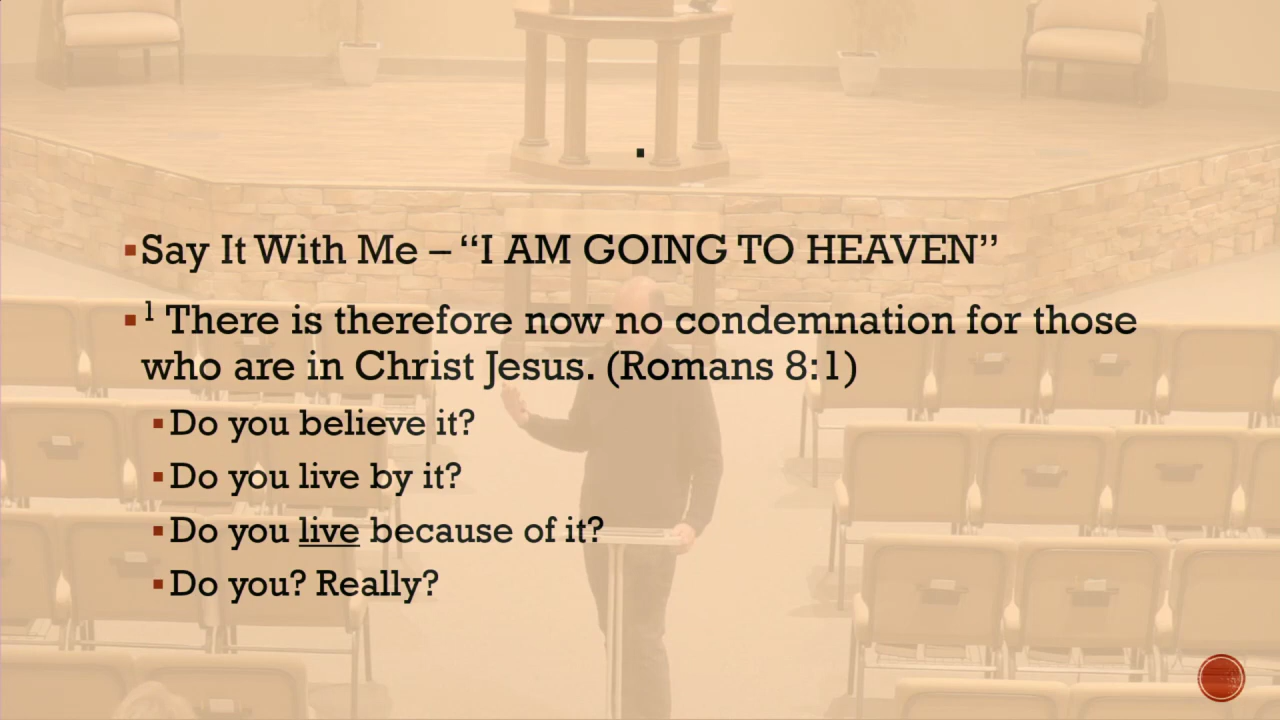 .
Say It With Me – “I AM GOING TO HEAVEN”
1 There is therefore now no condemnation for those
who are in Christ Jesus. (Romans 8:1)
Do you believe it?
Do you live by it?
Do you live because of it?
Do you? Really?